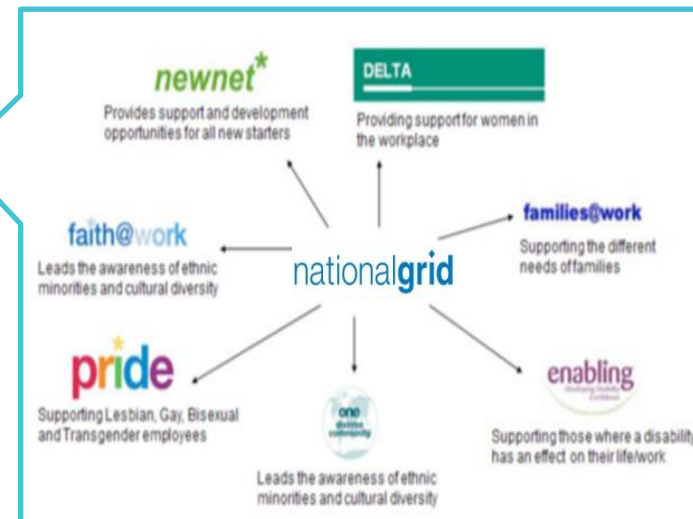 newnet*
Provides support and development
opportunities for all new starters
DELTA
Providing support for women in
the workplace
faith@work
Leads the awareness of ethnic
minorities and cultural diversity
families@work
Supporting the different
needs of families
nationalgrid
pride
Supporting Lesbian, Gay, Bisexual
and Transgender employees
one
diverse
community
Leads the awareness of ethnic
minorities and cultural diversity
enabling
Supporting those where a disability
has an effect on their life/work